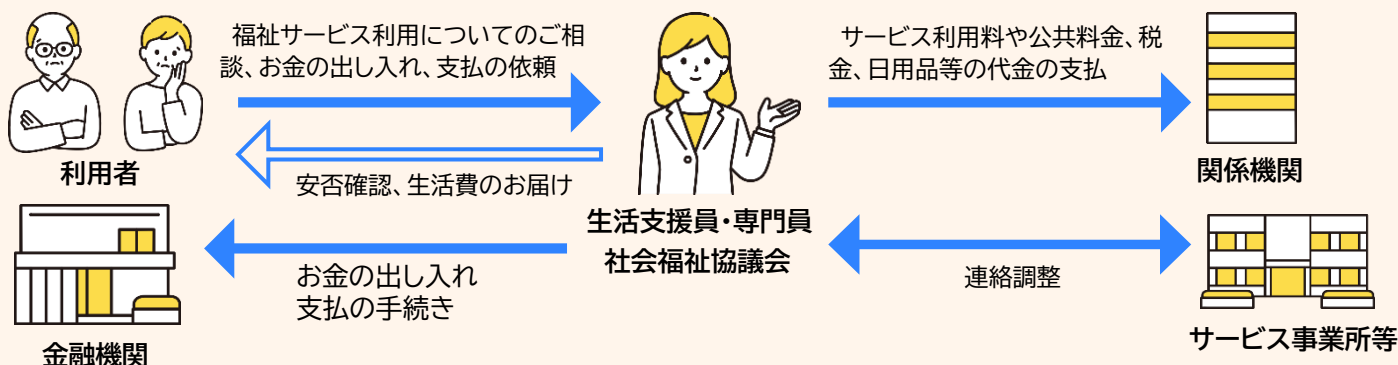 福祉サービス利用についてのご相
談、お金の出し入れ、支払の依頼
サービス利用料や公共料金、税
金、日用品等の代金の支払
利用者
安否確認、生活費のお届け
関係機関
生活支援員・専門員
社会福祉協議会
お金の出し入れ
支払の手続き
連絡調整
金融機関
サービス事業所等